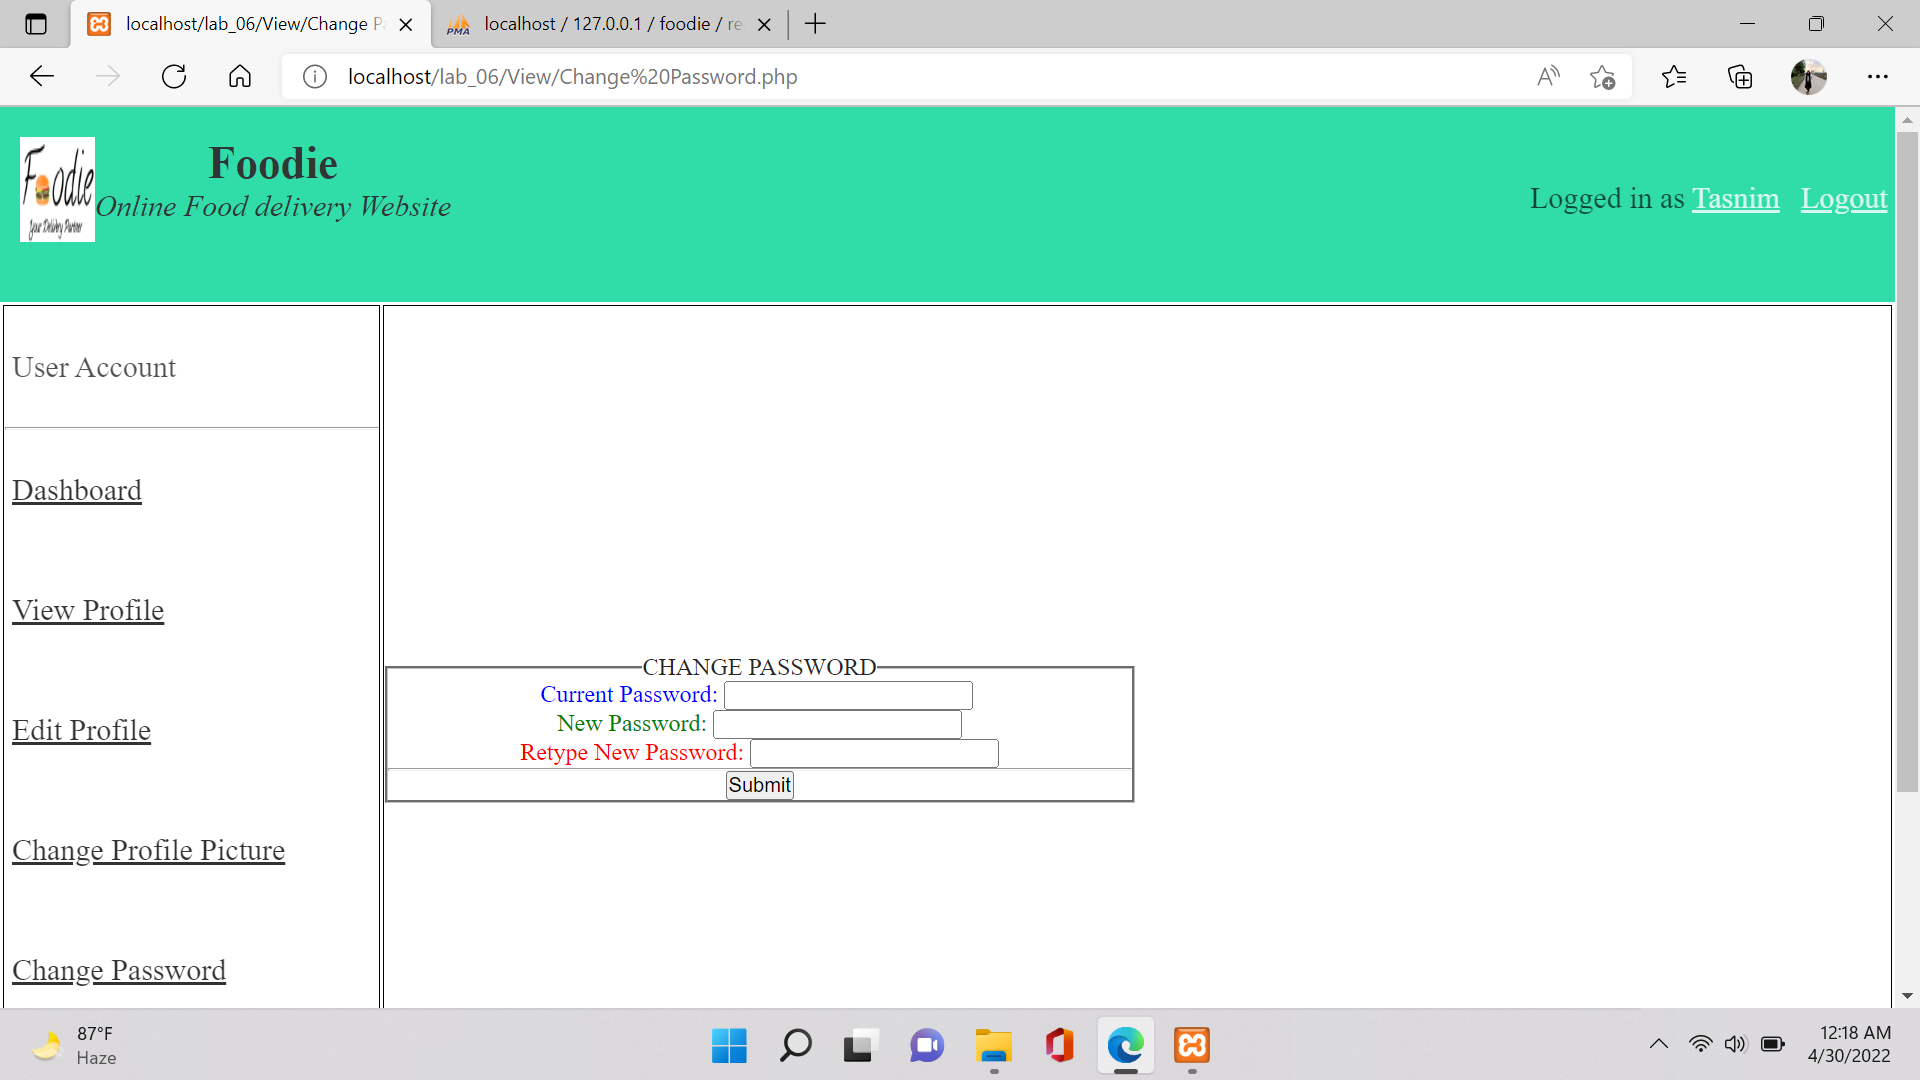 localhost/lab_06/View/Change P
localhost / 127.0.0.1 / foodie / re
localhost/lab_06/View/Change%20Password.php
Foodie
Your Delivery Partner
Foodie
Online Food delivery Website
Logged in as Tasnim Logout
User Account
Dashboard
View Profile
Edit Profile
Change Profile Picture
Change Password
CHANGE PASSWORD
Current Password:
New Password:
Retype New Password:
Submit
87°F
Haze
12:18 AM
4/30/2022